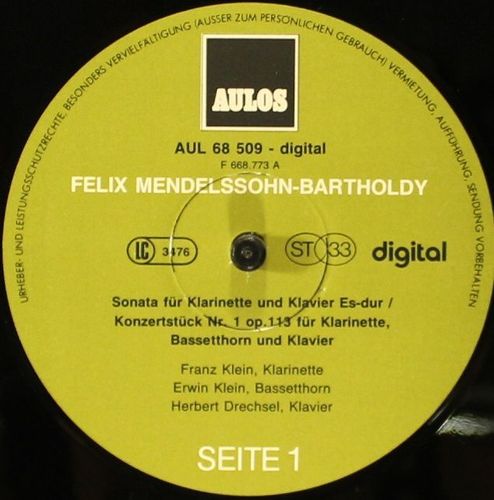 URHEBER- UND LEISTUNGSSCHUTZRECHTE, BESONDERS VERVIELFÄLTIGUNG (AUSSER ZUM PERSÖNLICHEN GEBRAUCH) VERMIETUNG, AUFFÜHRUNG, SENDUNG VORBEHALTEN
AULOS
AUL 68 509 - digital
F 668.773 A
FELIX MENDELSSOHN-BARTHOLDY
LC 3476 ST 33 digital
Sonata für Klarinette und Klavier Es-dur /
Konzertstück Nr. 1 op.113 für Klarinette,
Bassetthorn und Klavier
Franz Klein, Klarinette
Erwin Klein, Bassetthorn
Herbert Drechsel, Klavier
SEITE 1